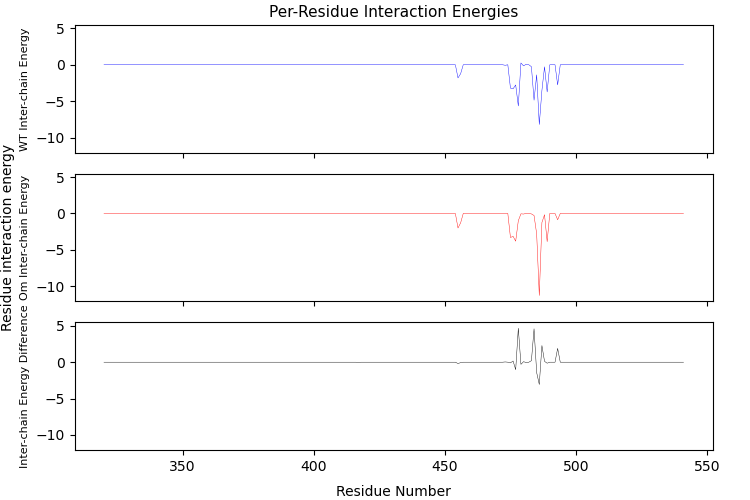 Per-Residue Interaction Energies
Residue interaction energy
WT Inter-chain Energy
5
0
−5
−10
Om Inter-chain Energy
5
0
−5
−10
Inter-chain Energy Difference
5
0
−5
−10
350
400
450
500
550
Residue Number